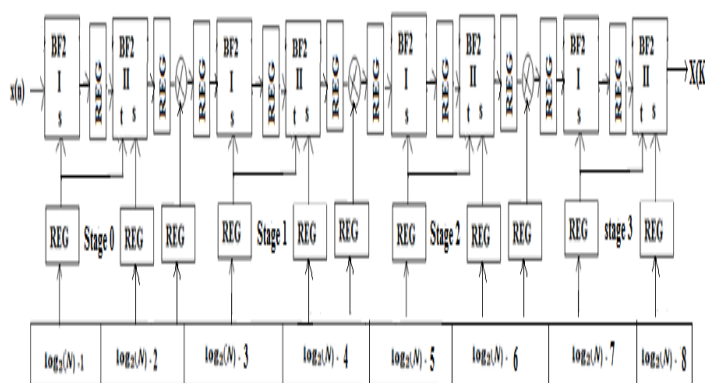 BF2 I s
REG
BF2 II t s
REG
REG
BF2 I s
REG
BF2 II t s
REG
REG
BF2 I s
REG
BF2 II t s
REG
REG
BF2 I s
REG
BF2 II t s
x(n)
X(K
REG
Stage 0
REG
REG
REG
Stage 1
REG
REG
REG
Stage 2
REG
REG
REG
stage 3
REG
log₂(N) - 1
log₂(N) - 2
log₂(N) - 3
log₂(N) - 4
log₂(N) - 5
log₂(N) - 6
log₂(N) - 7
log₂(N) - 8